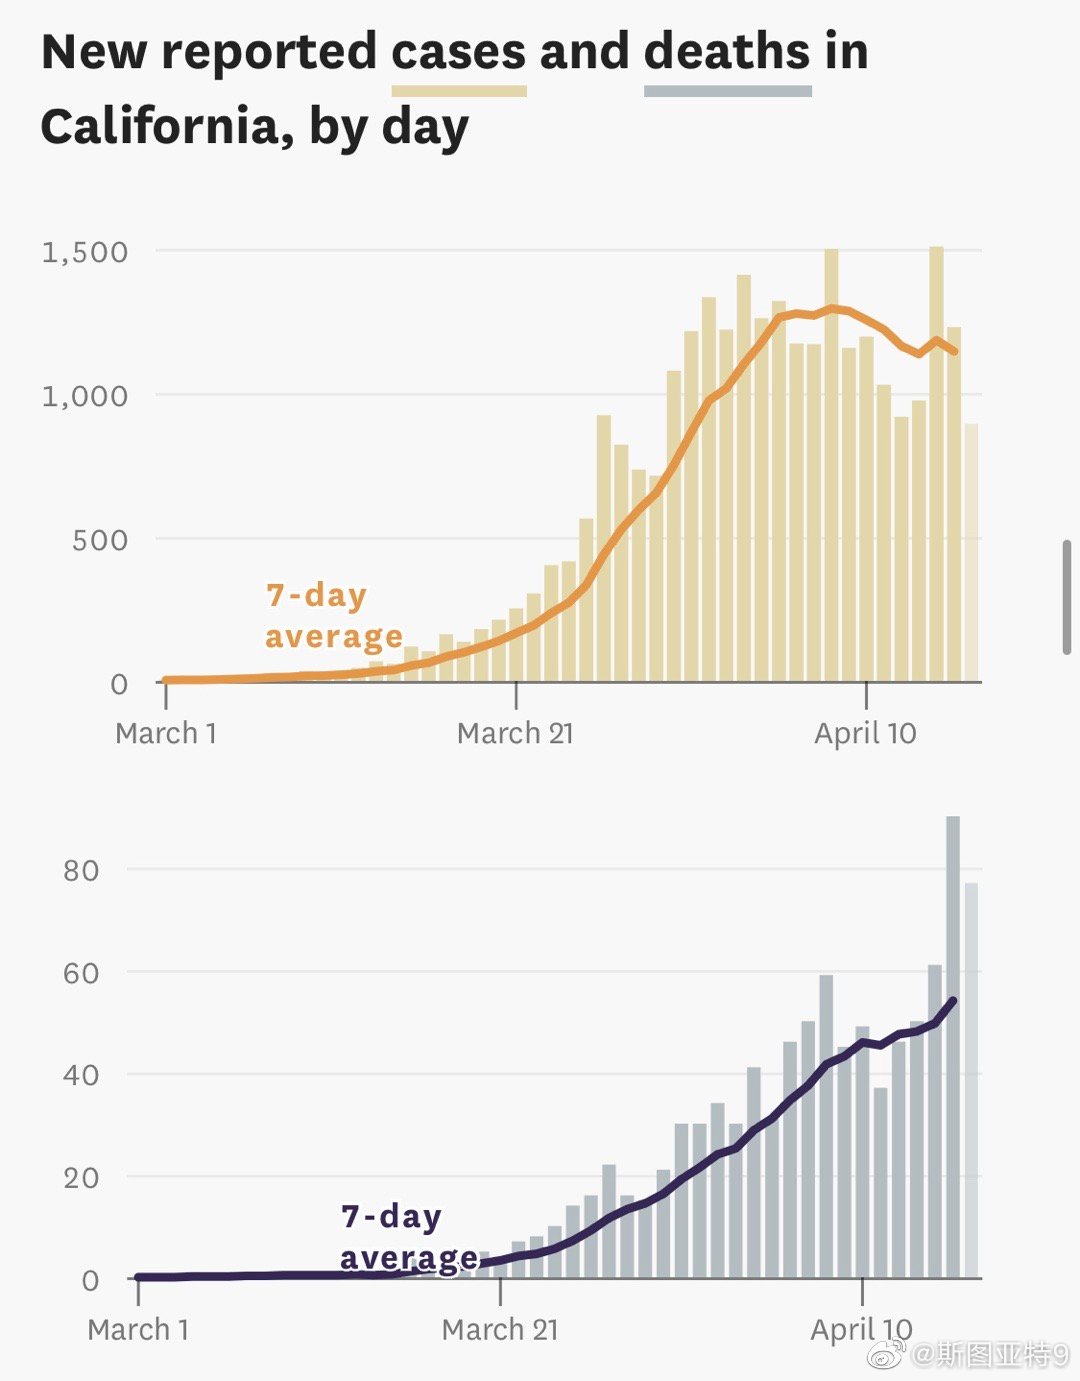 New reported cases and deaths in
California, by day
1,500
1,000
500
0
7-day
average
March 1
March 21
April 10
80
60
40
20
0
7-day
average
March 1
March 21
April 10
@斯图亚特9